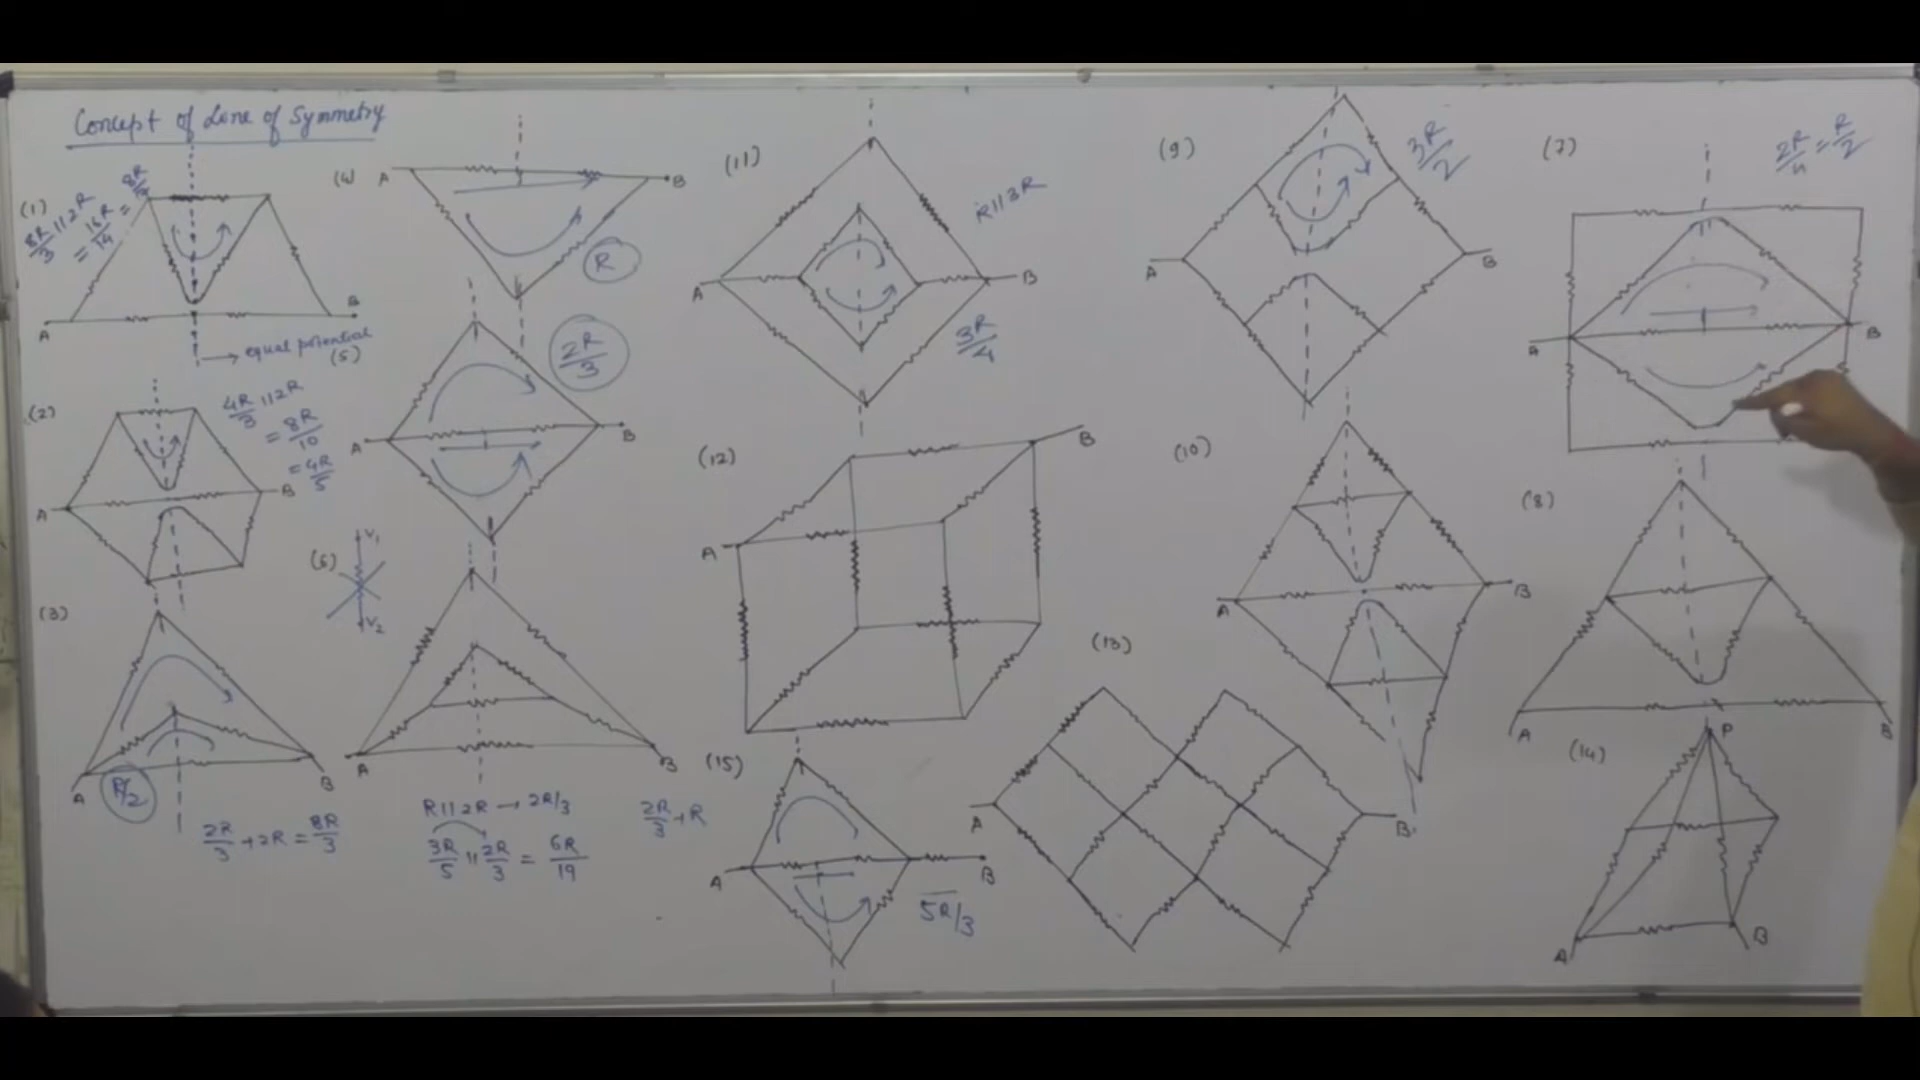 Concept of Line of Symmetry
(1)
8R/3 || 2R
= 16R/14 =
A
B
→ equal potential
(2)
4R/3 || 2R
= 8R/10
= 4R/5
A
B
(3)
A
B
R/2
2R/3 + 2R = 8R/3
A
B
R
(5)
A
B
2R/3
(6)
V1
V2
A
B
R || 2R → 2R/3
2R/3 + R
3R/5 || 2R/3 = 6R/19
(11)
A
B
R || 3R
3R/4
(12)
A
B
(15)
A
B
5R/3
(9)
A
B
3R/2
(10)
A
B
(13)
A
B
(7)
2R/4 = R/2
A
B
(8)
A
B
(14)
P
A
B